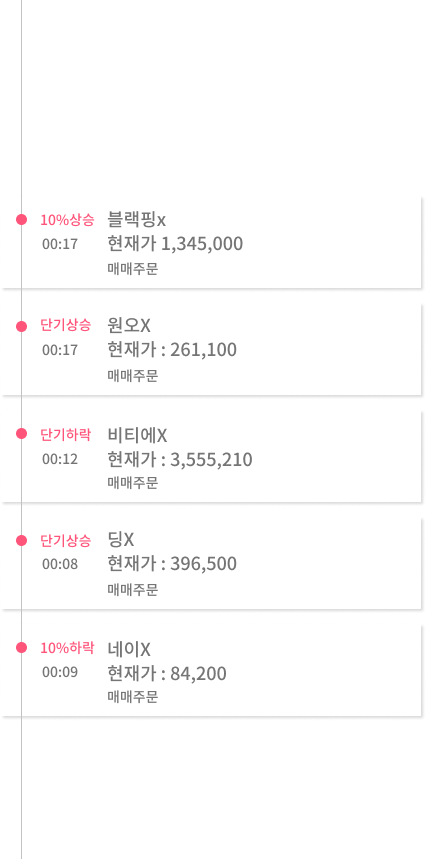 10%상승 블랙핑x
00:17 현재가 1,345,000
매매주문
단기상승 원오X
00:17 현재가 : 261,100
매매주문
단기하락 비티에X
00:12 현재가 : 3,555,210
매매주문
단기상승 딩X
00:08 현재가 : 396,500
매매주문
10%하락 네이X
00:09 현재가 : 84,200
매매주문